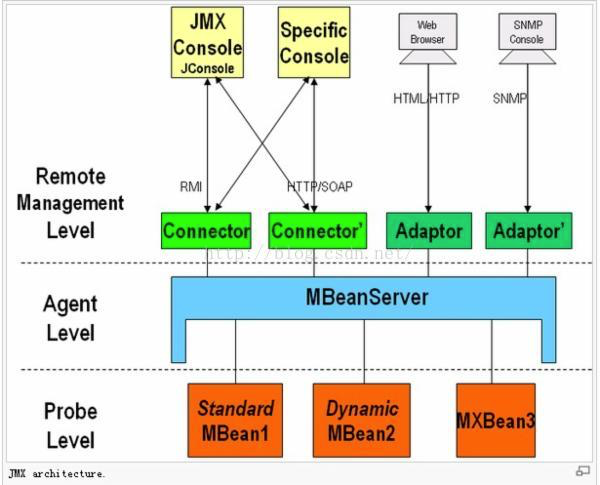 JMX
Console
JConsole
Specific
Console
Web
Browser
SNMP
Console
HTML/HTTP
SNMP
RMI
HTTP/SOAP
Remote
Management
Level
Connector
Connector'
Adaptor
Adaptor'
http://blog.csdn.net/
Agent
Level
MBeanServer
Probe
Level
Standard
MBean1
Dynamic
MBean2
MXBean3
JMX architecture.